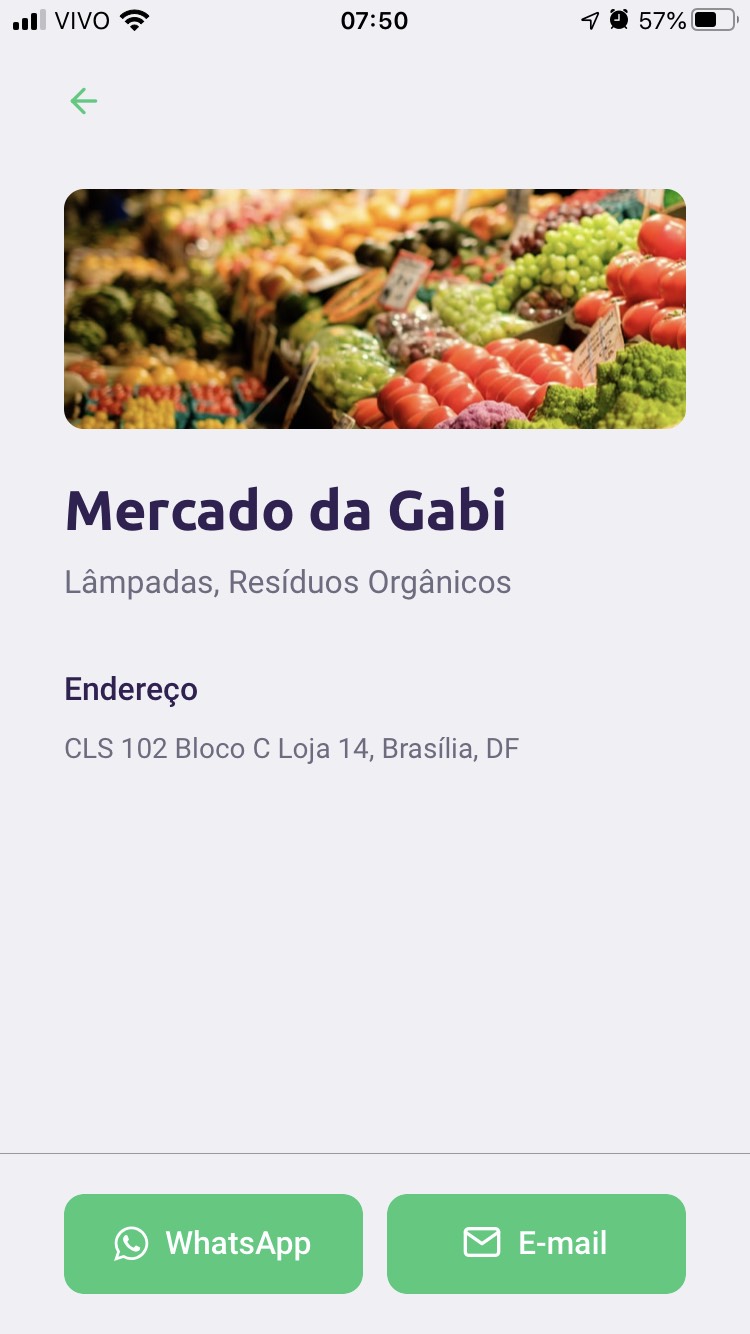 VIVO 07:50 57%
Mercado da Gabi
Lâmpadas, Resíduos Orgânicos
Endereço
CLS 102 Bloco C Loja 14, Brasília, DF
WhatsApp E-mail